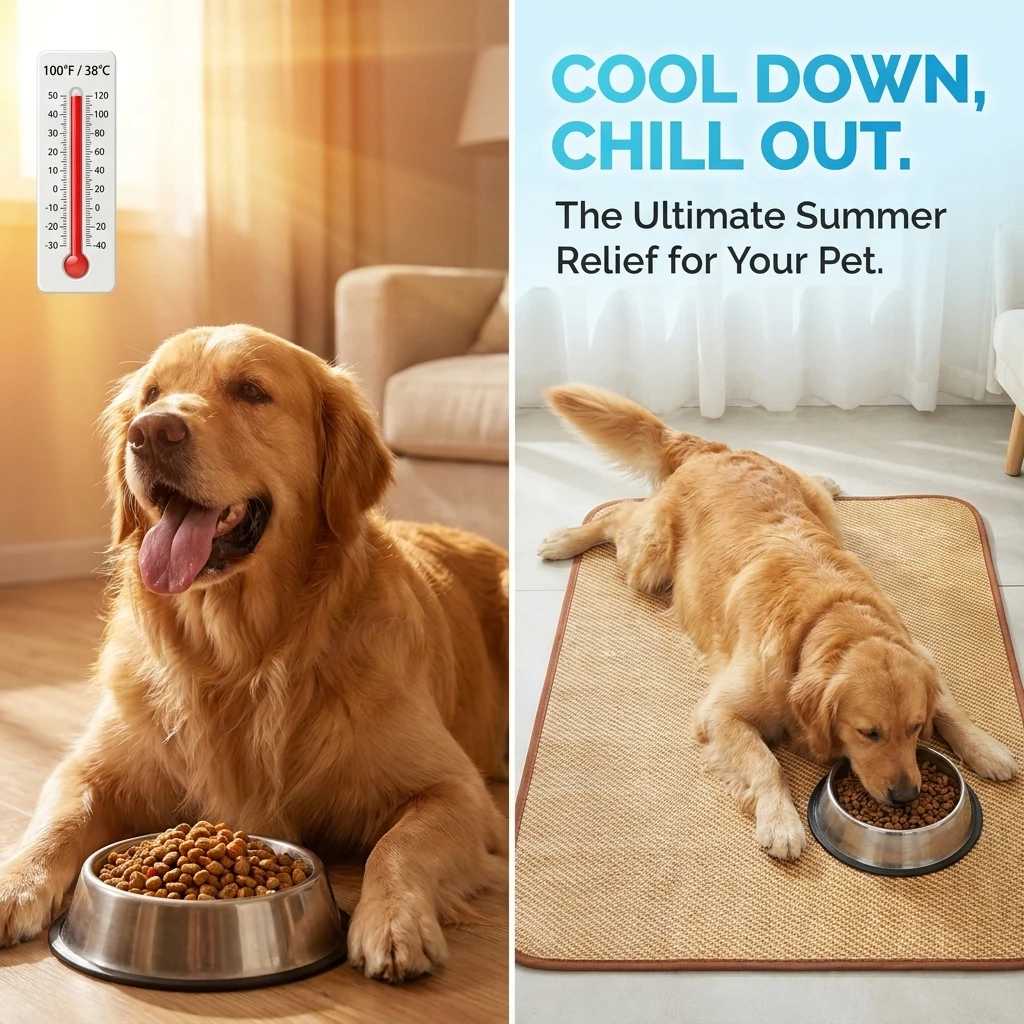 100°F / 38°C
50 120
40 100
30 80
20 60
10 40
0 20
-10 0
-20 20
-30 -40
COOL DOWN,
CHILL OUT.
The Ultimate Summer
Relief for Your Pet.